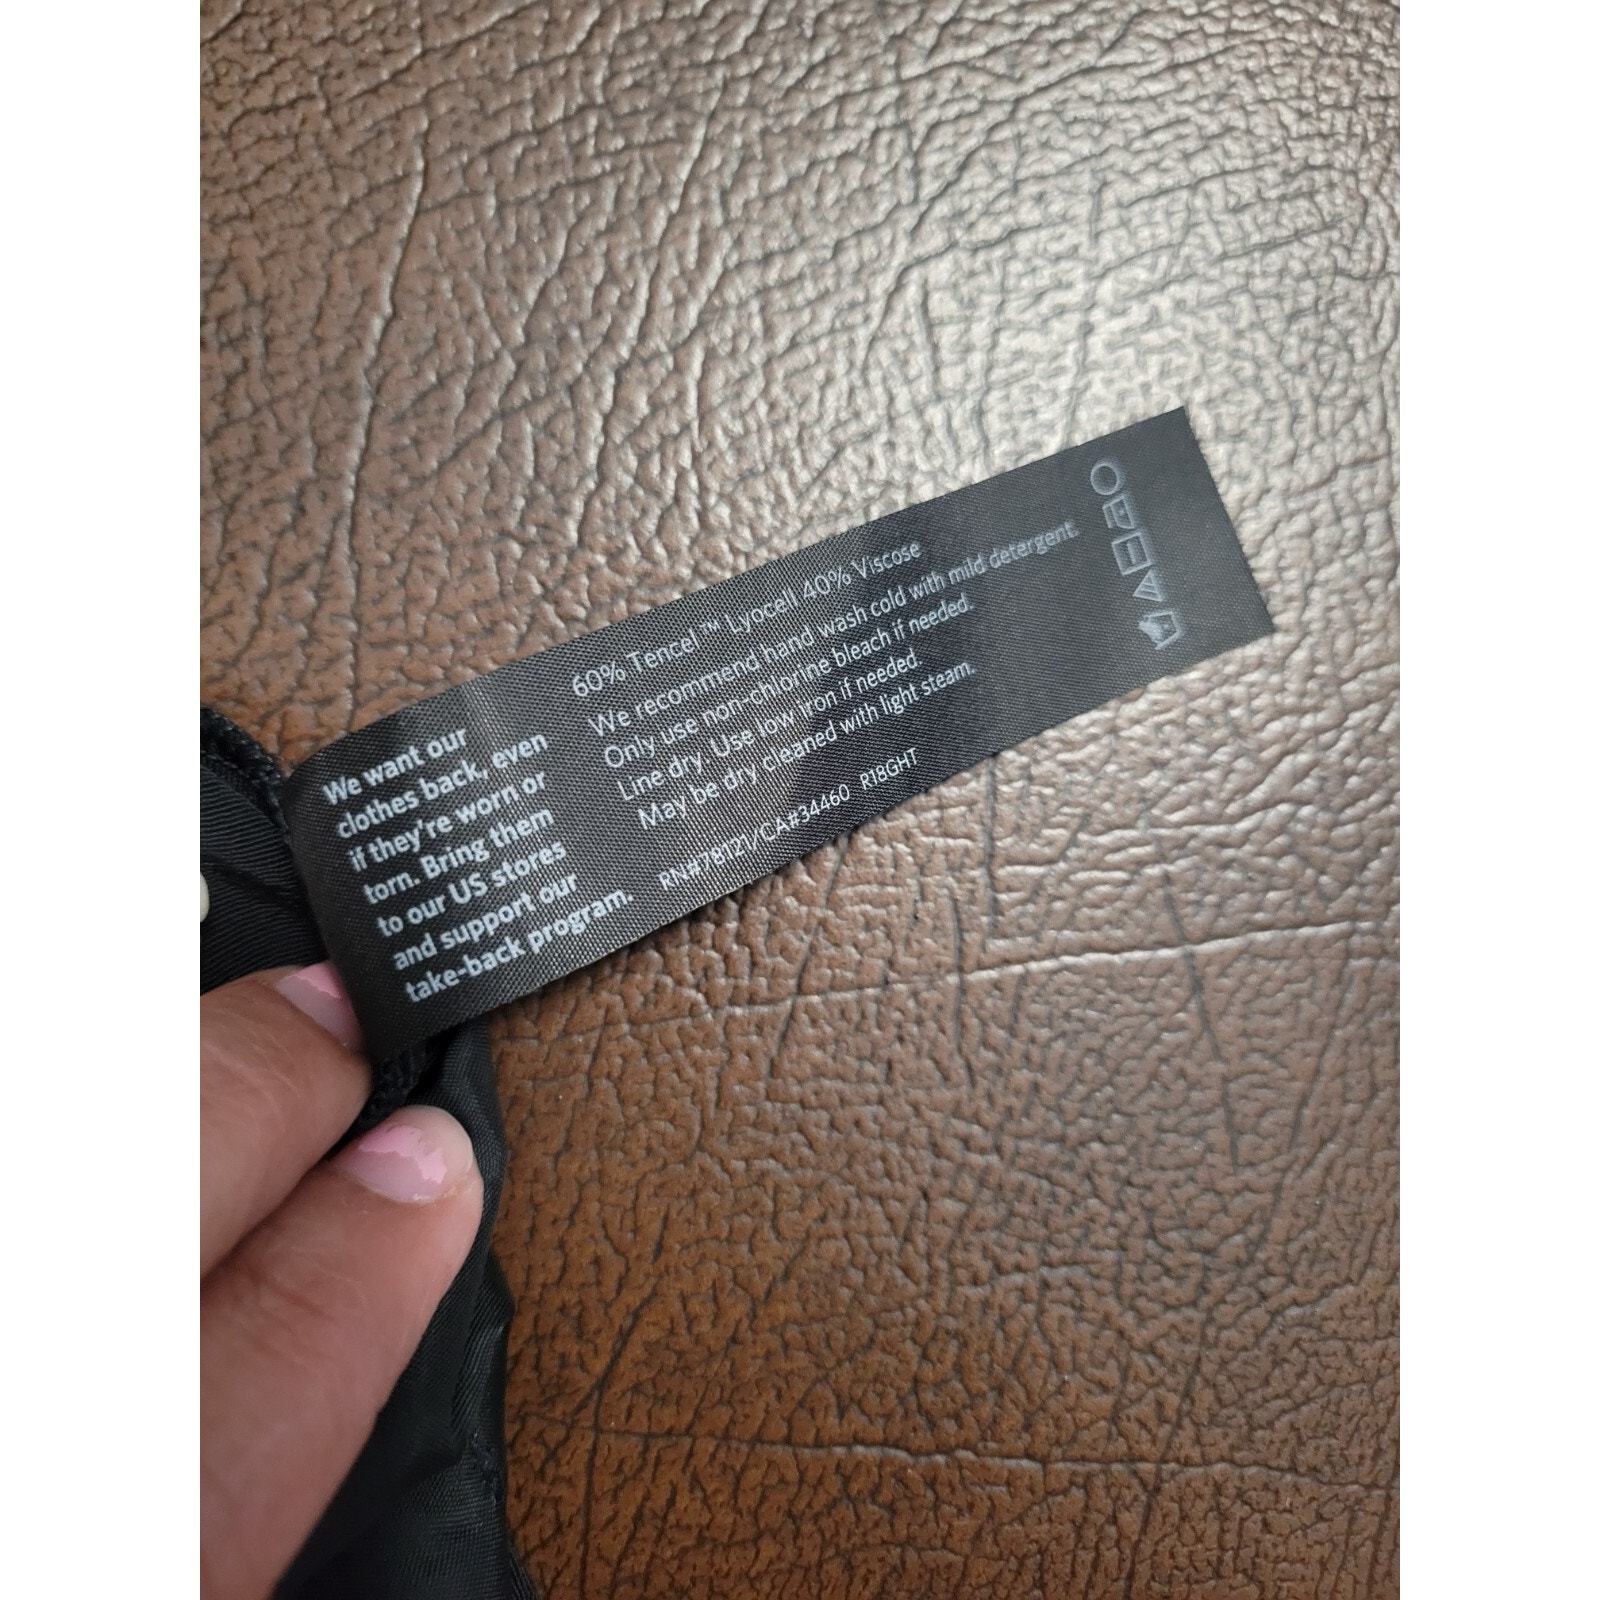 We want our
clothes back, even
if they're worn or
torn. Bring them
to our US stores
and support our
take-back program.
60% Tencel™ Lyocell 40% Viscose
We recommend hand wash cold with mild detergent.
Only use non-chlorine bleach if needed.
Line dry. Use low iron if needed.
May be dry cleaned with light steam.
RN#78121/CA#34460 R18GHT